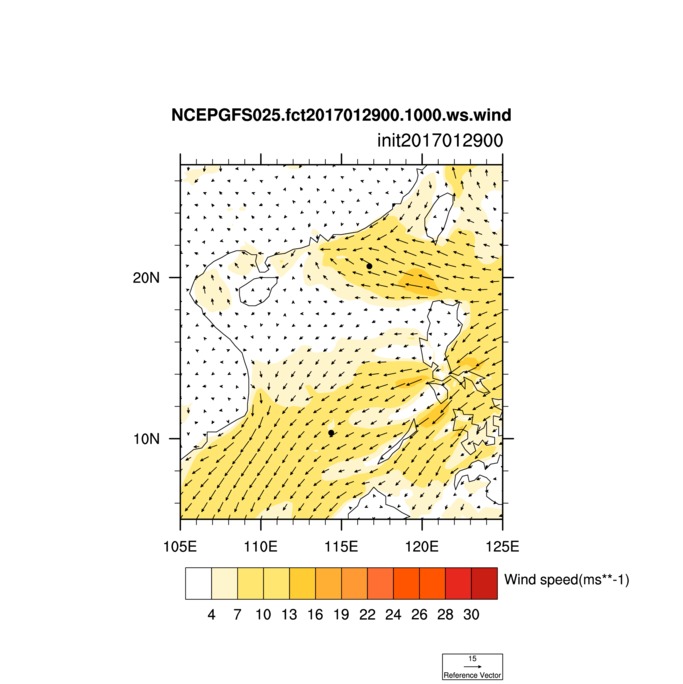 NCEPGFS025.fct2017012900.1000.ws.wind
init2017012900
20N
10N
105E 110E 115E 120E 125E
Wind speed(ms**-1)
4 7 10 13 16 19 22 24 26 28 30
15
Reference Vector